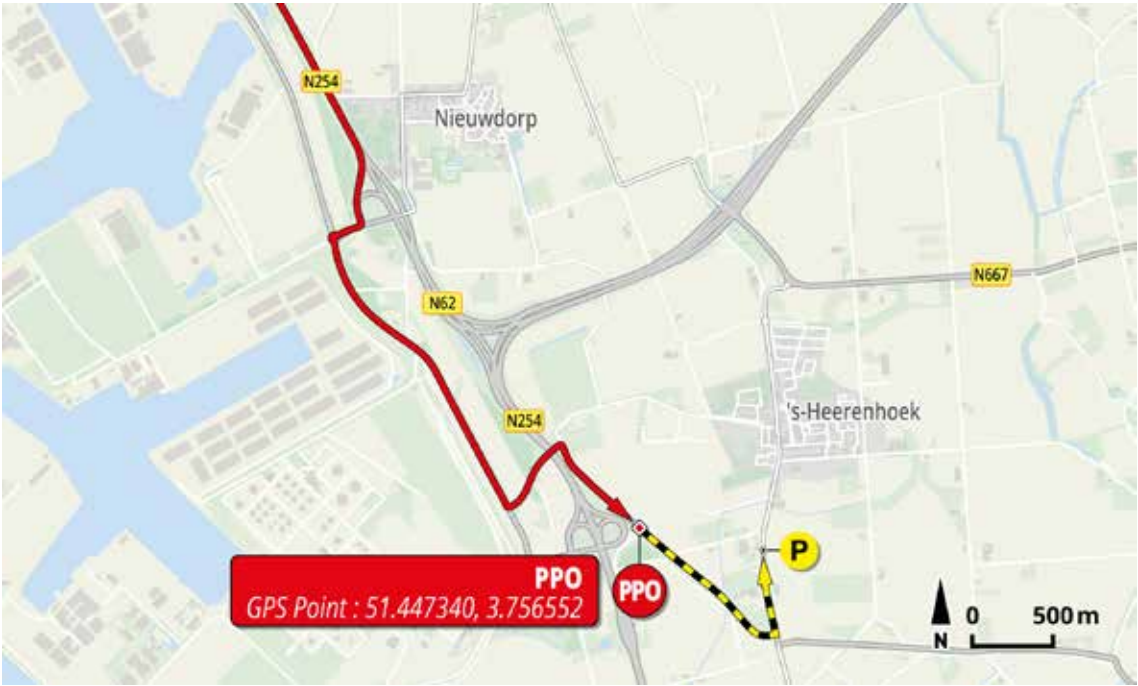 N254
Nieuwdorp
N667
N62
's-Heerenhoek
N254
P
PPO
GPS Point : 51.447340, 3.756552
PPO
0 500 m
N